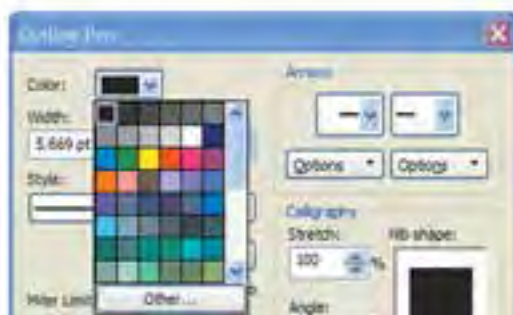 Outline Pen
Color:
Arrows
Width:
5.669 pt
Options
Options
Style:
Calligraphy
Stretch:
Nib shape:
100
%
Other...
Miter Limit
Angle: